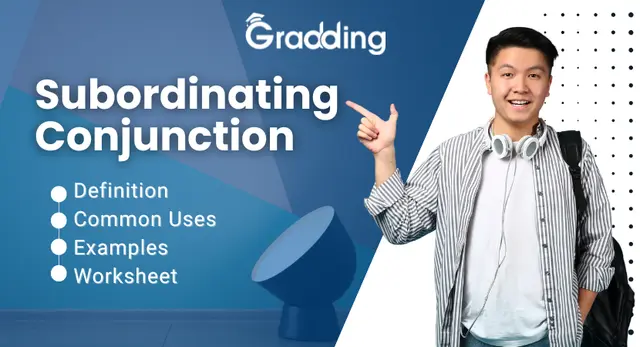 Gradding
Subordinating
Conjunction
Definition
Common Uses
Examples
Worksheet